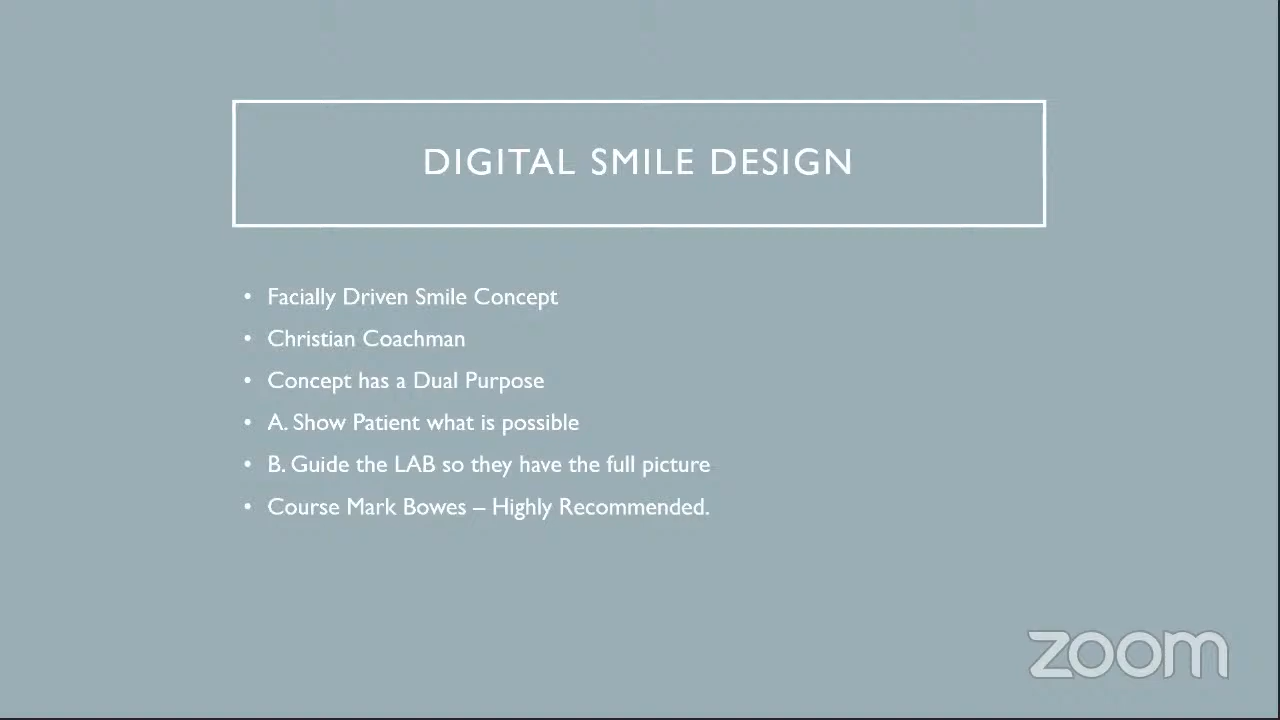 DIGITAL SMILE DESIGN
• Facially Driven Smile Concept
• Christian Coachman
• Concept has a Dual Purpose
• A. Show Patient what is possible
• B. Guide the LAB so they have the full picture
• Course Mark Bowes – Highly Recommended.
zoom